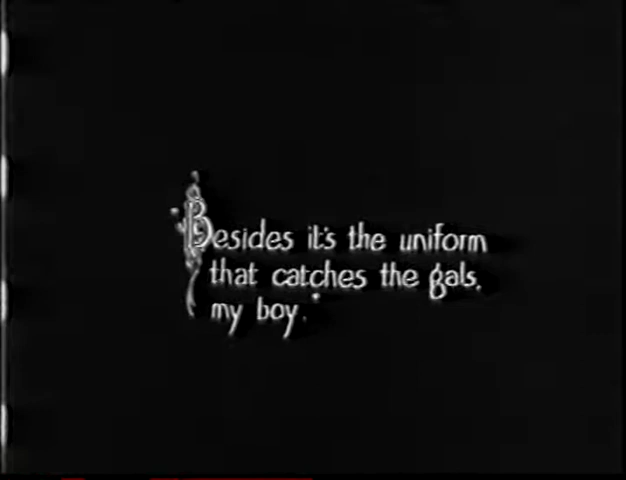 Besides it's the uniform
that catches the gals,
my boy."